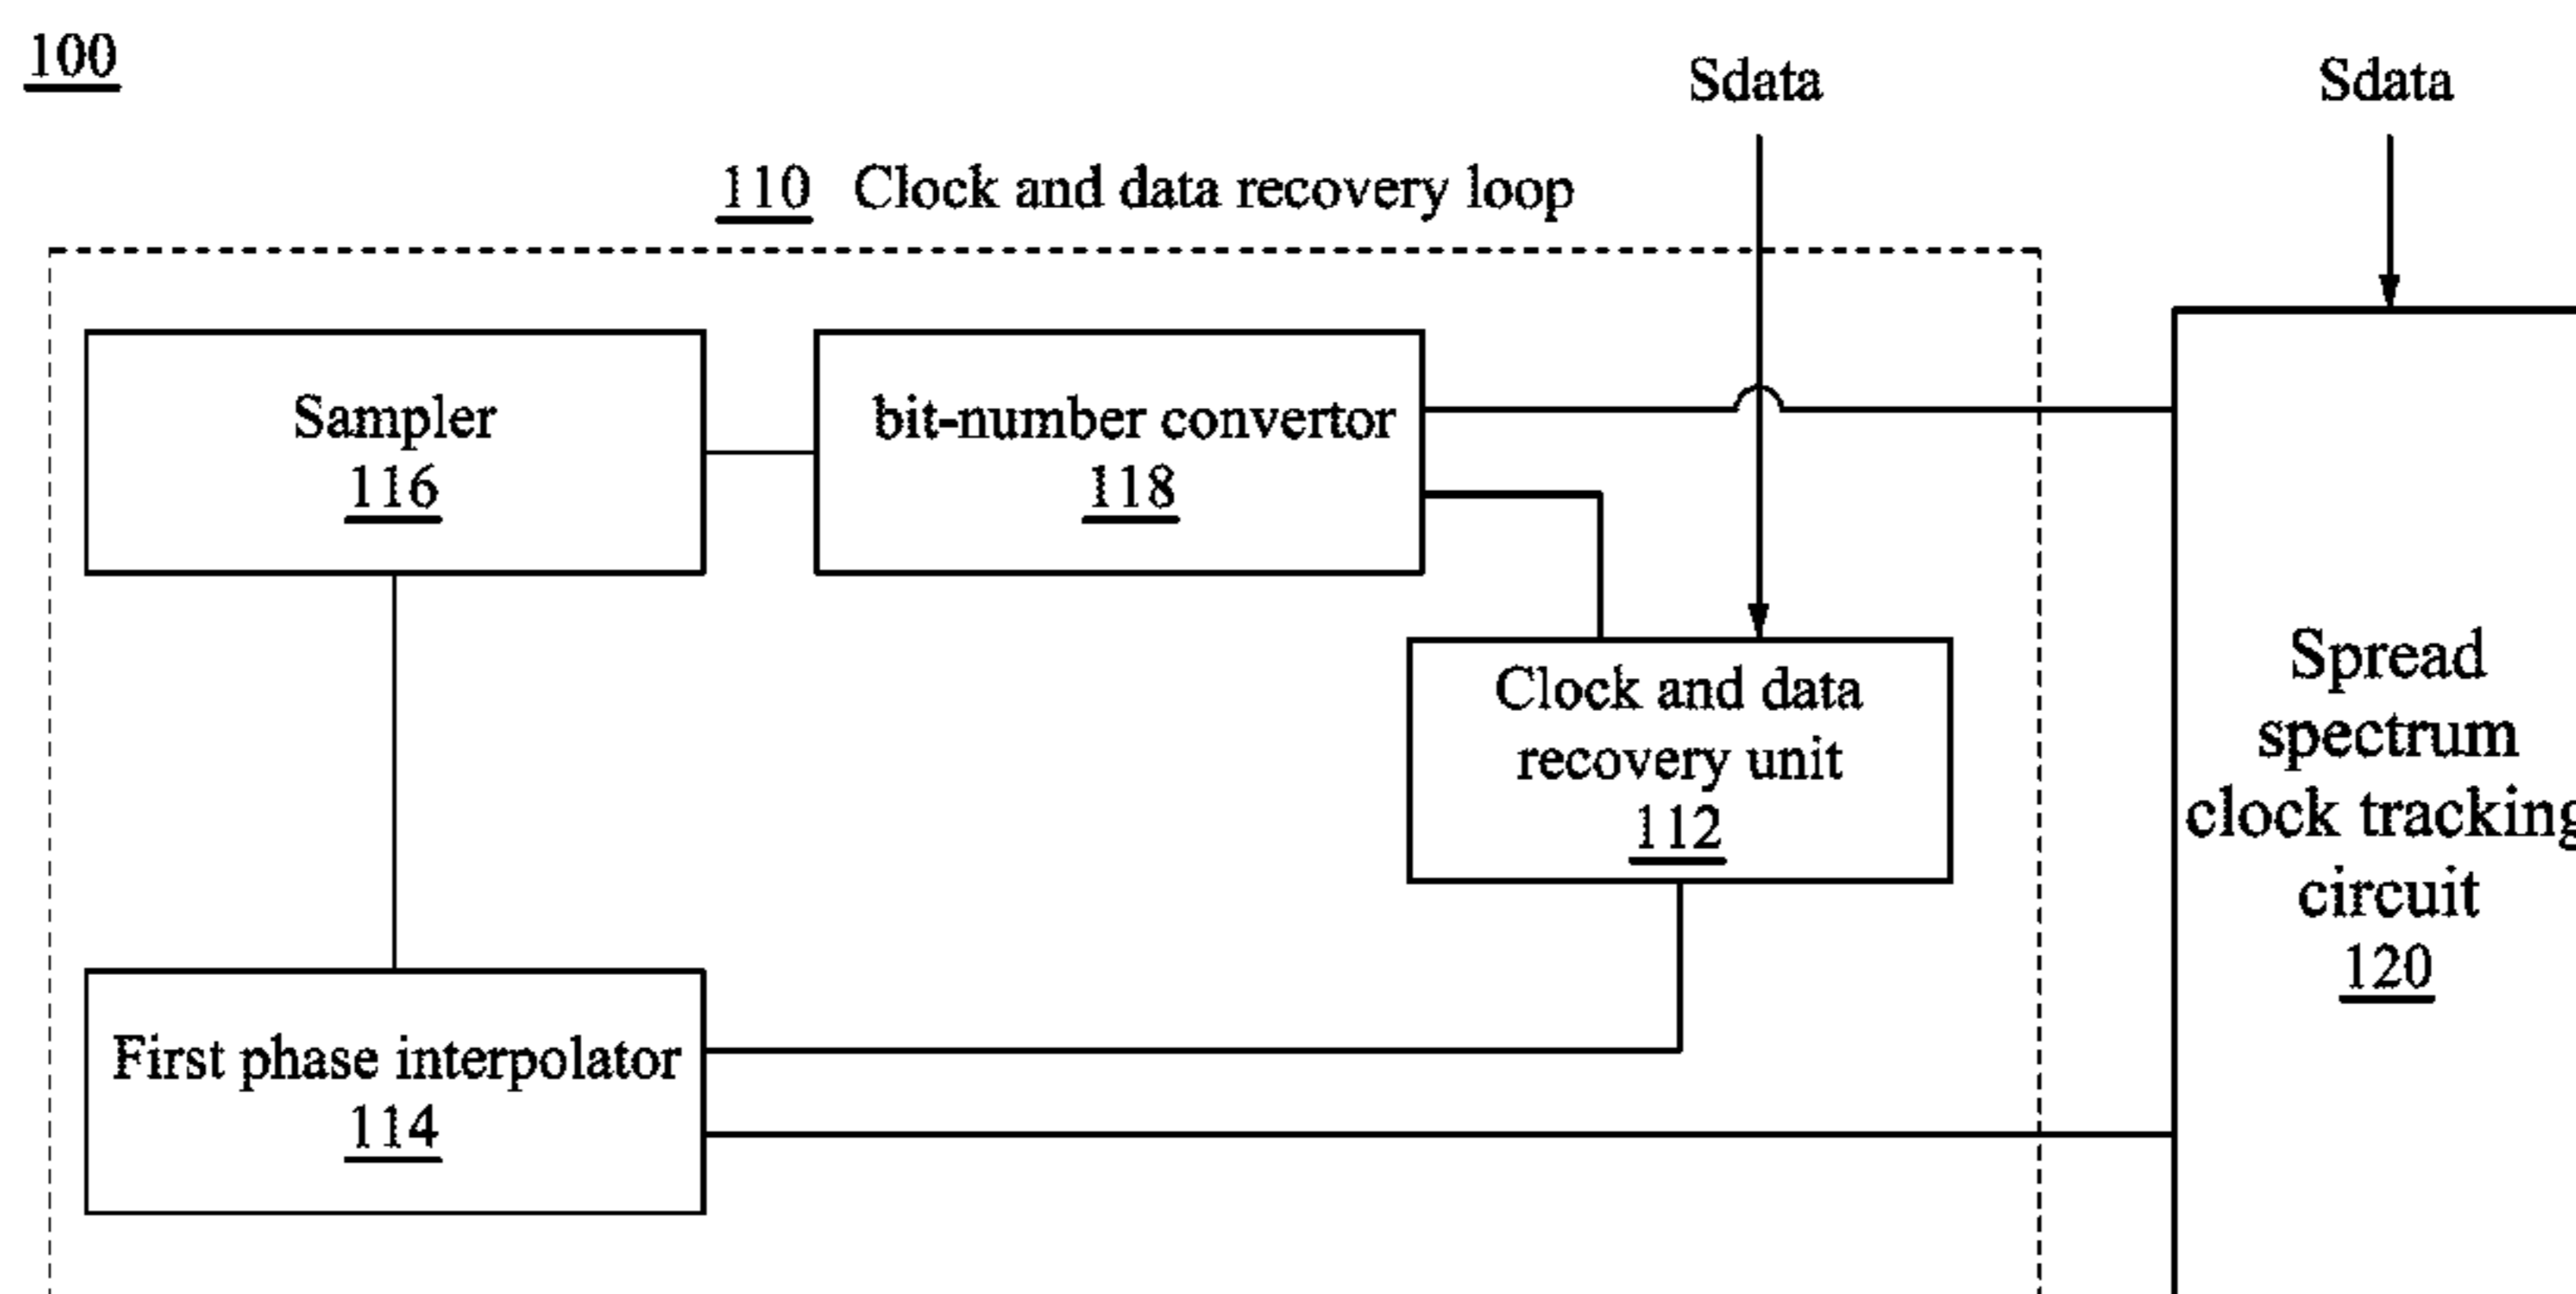 100
Sdata
Sdata
110 Clock and data recovery loop
Sampler
116
bit-number convertor
118
Clock and data
recovery unit
112
First phase interpolator
114
Spread
spectrum
clock tracking
circuit
120